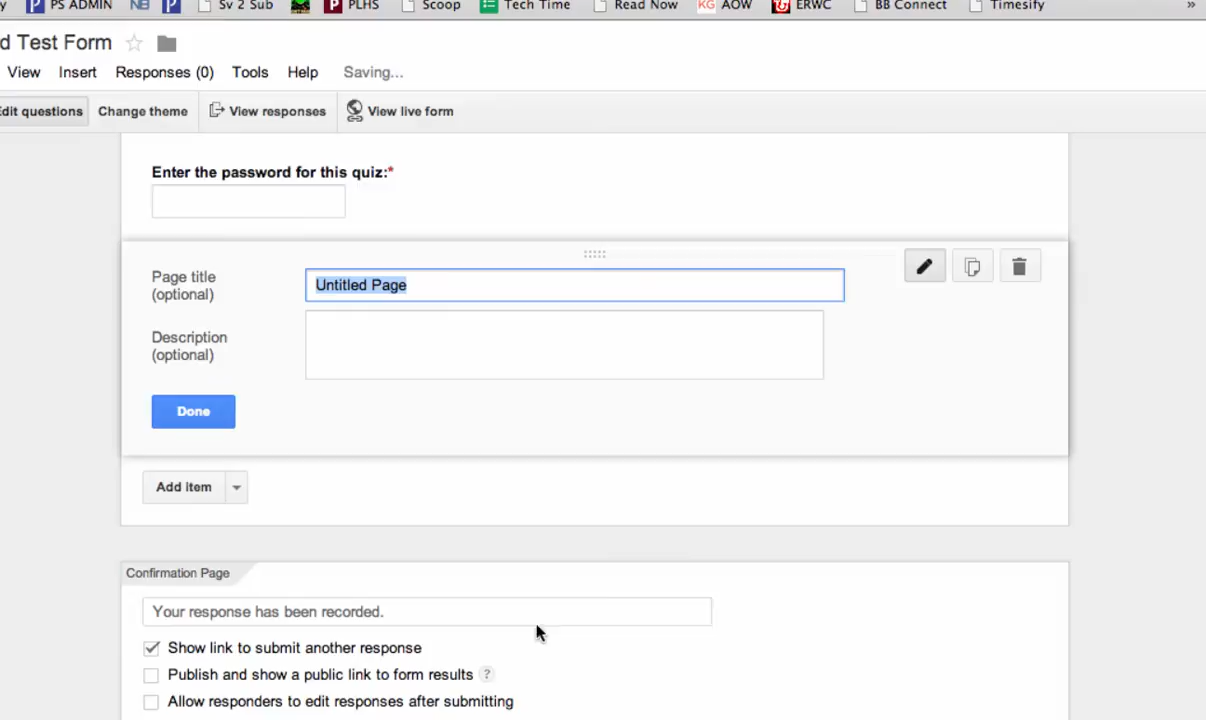 y PS ADMIN NB Sv 2 Sub PLHS Scoop Tech Time Read Now KG AOW ERWC BB Connect Timesify »
d Test Form
View Insert Responses (0) Tools Help Saving...
Edit questions Change theme View responses View live form
Enter the password for this quiz:*
Page title
(optional)
Untitled Page
Description
(optional)
Done
Add item
Confirmation Page
Your response has been recorded.
Show link to submit another response
Publish and show a public link to form results ?
Allow responders to edit responses after submitting